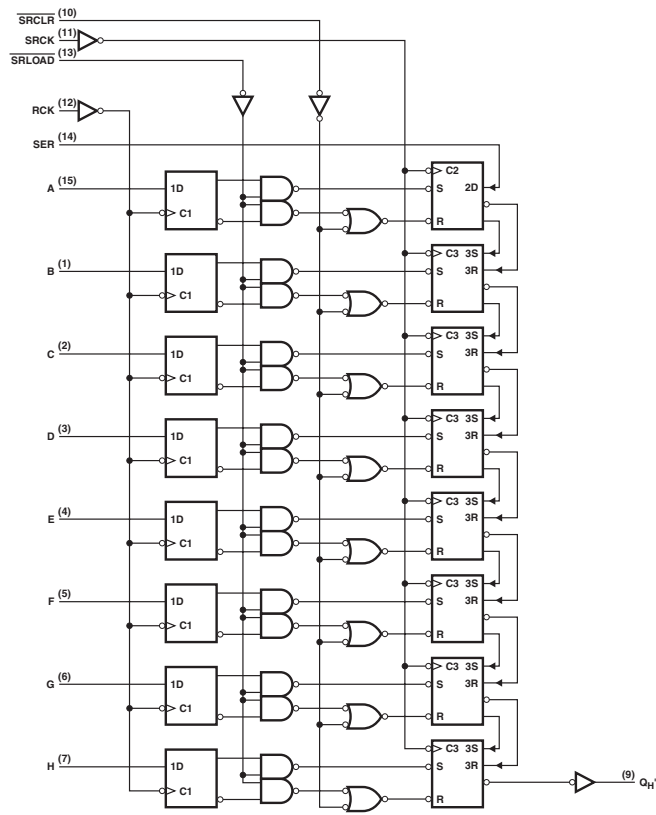 SRCLR (10)
SRCK (11)
SRLOAD (13)
RCK (12)
SER (14)
A (15) 1D C1 S R C2 2D
B (1) 1D C1 S R C3 3S 3R
C (2) 1D C1 S R C3 3S 3R
D (3) 1D C1 S R C3 3S 3R
E (4) 1D C1 S R C3 3S 3R
F (5) 1D C1 S R C3 3S 3R
G (6) 1D C1 S R C3 3S 3R
H (7) 1D C1 S R C3 3S 3R
(9) QH'